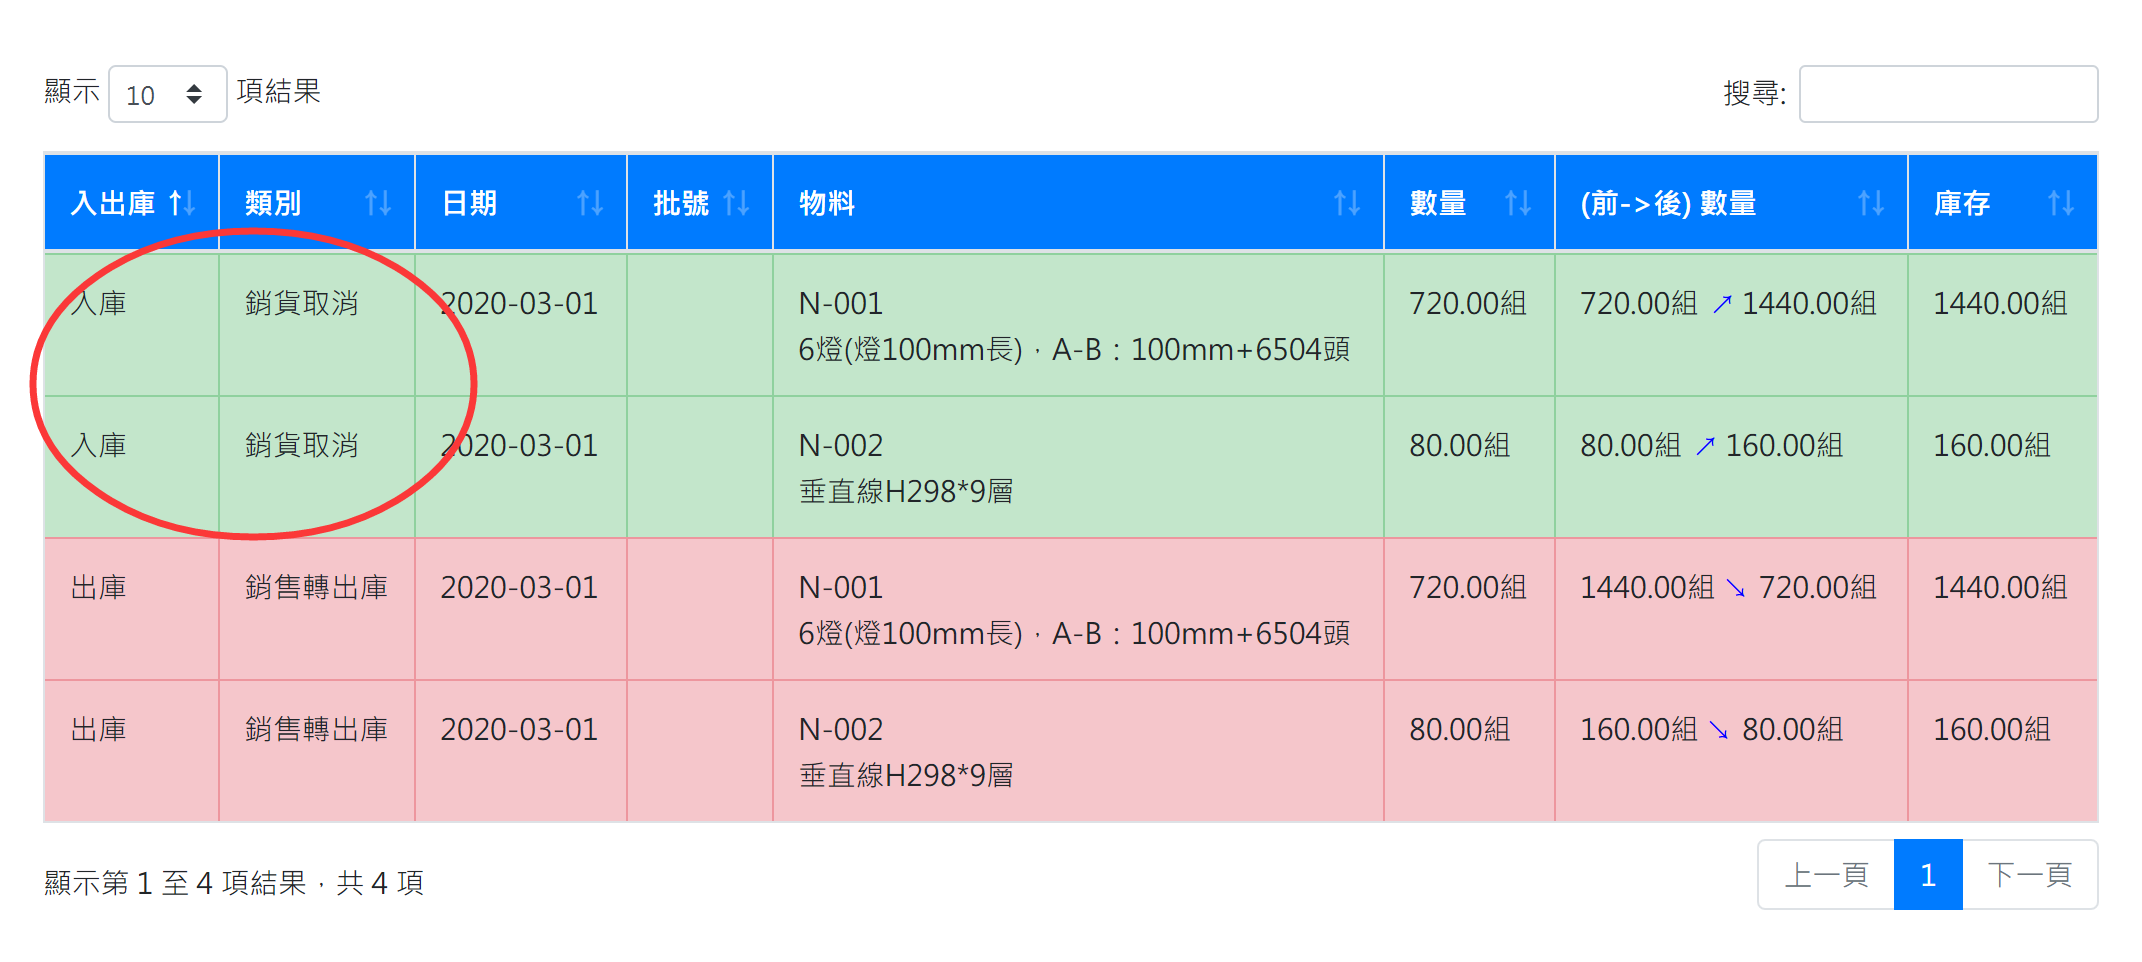 顯示 10 項結果
搜尋:
入出庫 類別 日期 批號 物料 數量 (前->後) 數量 庫存
入庫 銷貨取消 2020-03-01 N-001 720.00組 720.00組 ↗ 1440.00組 1440.00組
6燈(燈100mm長)，A-B：100mm+6504頭
入庫 銷貨取消 2020-03-01 N-002 80.00組 80.00組 ↗ 160.00組 160.00組
垂直線H298*9層
出庫 銷售轉出庫 2020-03-01 N-001 720.00組 1440.00組 ↘ 720.00組 1440.00組
6燈(燈100mm長)，A-B：100mm+6504頭
出庫 銷售轉出庫 2020-03-01 N-002 80.00組 160.00組 ↘ 80.00組 160.00組
垂直線H298*9層
顯示第 1 至 4 項結果，共 4 項
上一頁 1 下一頁